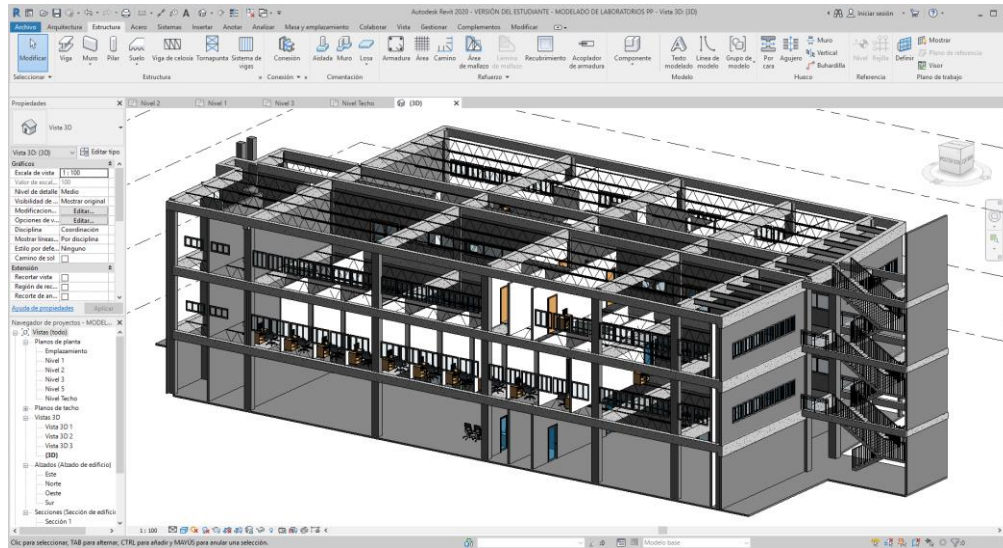 Autodesk Revit 2020 - VERSIÓN DEL ESTUDIANTE - MODELADO DE LABORATORIOS PP - Vista 3D: {3D}
Iniciar sesión
Archivo Arquitectura Estructura Acero Sistemas Insertar Anotar Analizar Masa y emplazamiento Colaborar Vista Gestionar Complementos Modificar
Modificar Viga Muro Pilar Suelo Viga de celosía Tornapunta Sistema de vigas Conexión Aislada Muro Losa Armadura Área Camino Área de mallazo Lámina de mallazo Recubrimiento Acoplador de armadura Componente Texto modelado Línea de modelo Grupo de modelo Por cara Agujero Muro Vertical Buhardilla Nivel Rejilla Definir Mostrar Plano de referencia Visor
Seleccionar Estructura Conexión Cimentación Refuerzo Modelo Hueco Referencia Plano de trabajo
Propiedades
Nivel 2 Nivel 1 Nivel 3 Nivel Techo {3D}
Vista 3D
Vista 3D: {3D} Editar tipo
Gráficos
Escala de vista 1 : 100
Valor de escal... 100
Nivel de detalle Medio
Visibilidad de ... Mostrar original
Modificacion... Editar...
Opciones de v... Editar...
Disciplina Coordinación
Mostrar líneas... Por disciplina
Estilo por defe... Ninguno
Camino de sol
Extensión
Recortar vista
Región de rec...
Recorte de an...
Ayuda de propiedades Aplicar
Navegador de proyectos - MODEL...
Vistas (todo)
Planos de planta
Emplazamiento
Nivel 1
Nivel 2
Nivel 3
Nivel 5
Nivel Techo
Planos de techo
Vistas 3D
Vista 3D 1
Vista 3D 2
Vista 3D 3
{3D}
Alzados (Alzado de edificio)
Este
Norte
Oeste
Sur
Secciones (Sección de edificio
Sección 1
1 : 100
Clic para seleccionar, TAB para alternar, CTRL para añadir y MAYÚS para anular una selección.
:0
Modelo base
:0